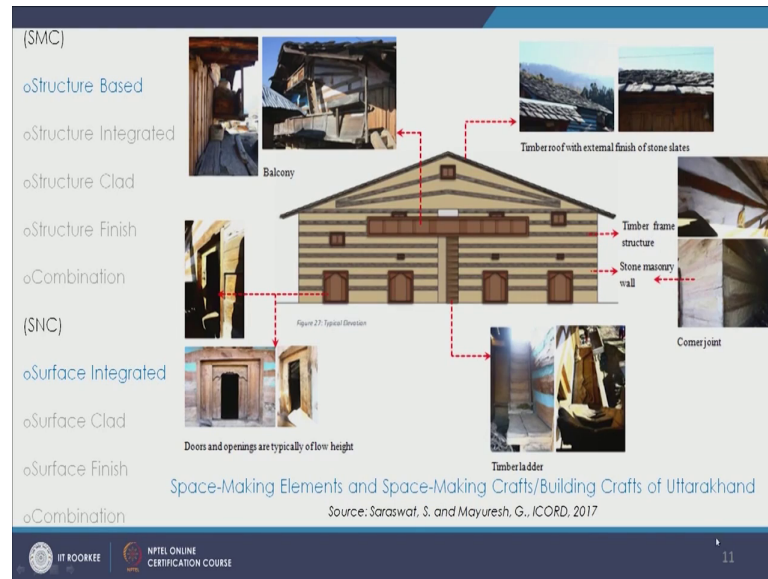 (SMC)
oStructure Based
oStructure Integrated
oStructure Clad
oStructure Finish
oCombination
(SNC)
oSurface Integrated
oSurface Clad
oSurface Finish
oCombination
Balcony
Timber roof with external finish of stone slates
Timber frame
structure
Stone masonry
wall
Corner joint
Figure 27: Typical Elevation
Doors and openings are typically of low height
Timber ladder
Space-Making Elements and Space-Making Crafts/Building Crafts of Uttarakhand
Source: Saraswat, S. and Mayuresh, G., ICORD, 2017
IIT ROORKEE
NPTEL
NPTEL ONLINE
CERTIFICATION COURSE
11